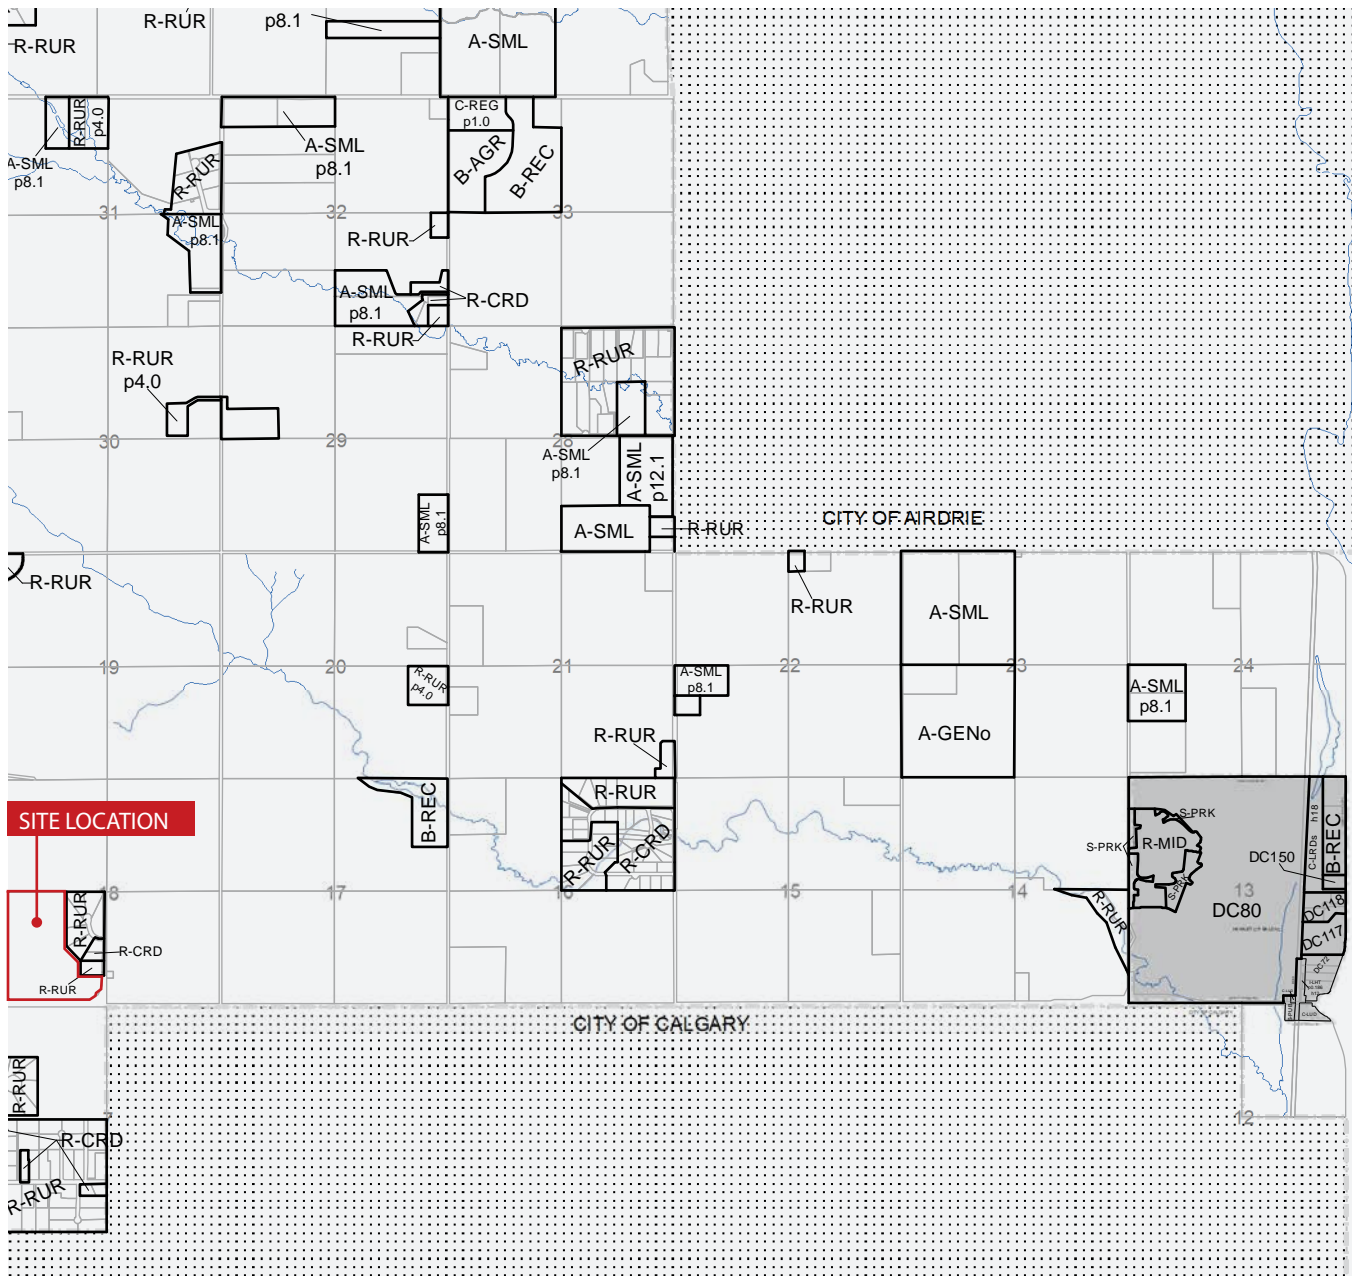 p8.1
R-RUR
R-RUR
A-SML
R-RUR
p4.0
A-SML
p8.1
A-SML
p8.1
C-REG
p1.0
B-AGR
B-REC
R-RUR
31
32
33
A-SML
p8.1
R-RUR
A-SML
p8.1
R-CRD
R-RUR
R-RUR
p4.0
R-RUR
30
29
28
A-SML
p8.1
A-SML
p12.1
A-SML
p8.1
A-SML
R-RUR
CITY OF AIRDRIE
R-RUR
R-RUR
A-SML
19
20
21
22
23
24
R-RUR
p4.0
A-SML
p8.1
A-SML
p8.1
A-GENo
R-RUR
R-RUR
B-REC
R-RUR
R-CRD
SITE LOCATION
S-PRK
S-PRK
R-MID
S-PRK
C-LRDs h18
B-REC
DC150
18
17
16
15
14
13
R-RUR
R-CRD
R-RUR
R-RUR
DC80
DC118
DC117
DC72
CITY OF CALGARY
R-RUR
7
12
R-CRD
R-RUR